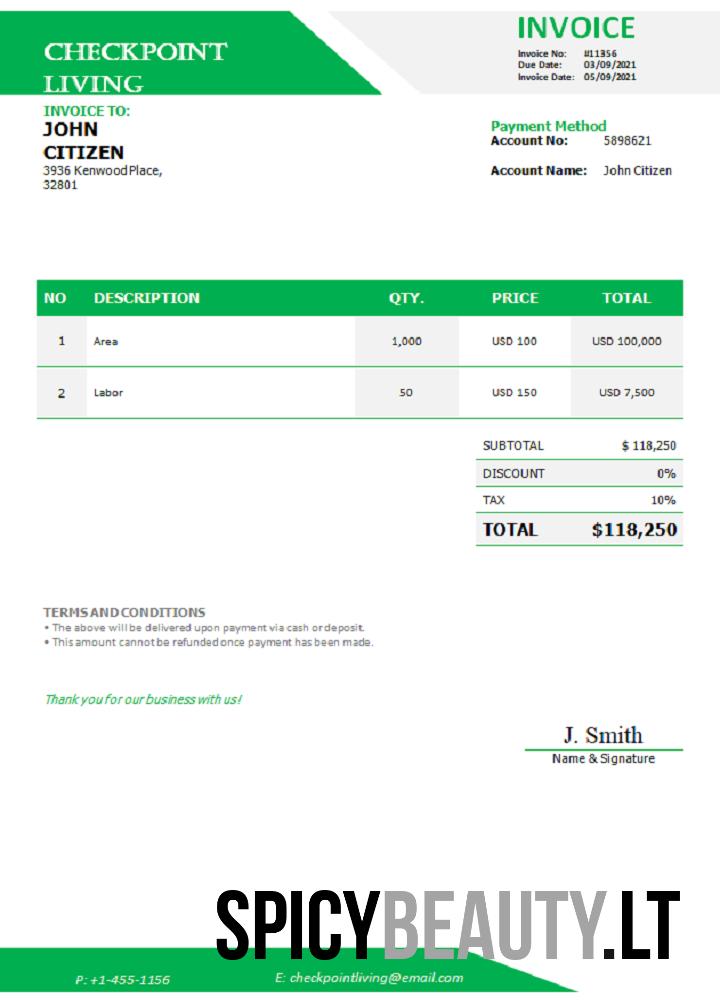 CHECKPOINT
LIVING
INVOICE
Invoice No: #11356
Due Date: 03/09/2021
Invoice Date: 05/09/2021
INVOICE TO:
JOHN
CITIZEN
3936 Kenwood Place,
32801
Payment Method
Account No: 5898621
Account Name: John Citizen
NO DESCRIPTION QTY. PRICE TOTAL
1 Area 1,000 USD 100 USD 100,000
2 Labor 50 USD 150 USD 7,500
SUBTOTAL $ 118,250
DISCOUNT 0%
TAX 10%
TOTAL $118,250
TERMS AND CONDITIONS
• The above will be delivered upon payment via cash or deposit.
• This amount cannot be refunded once payment has been made.
Thank you for our business with us!
J. Smith
Name & Signature
SPICYBEAUTY.LT
P: +1-455-1156 E: checkpointliving@email.com